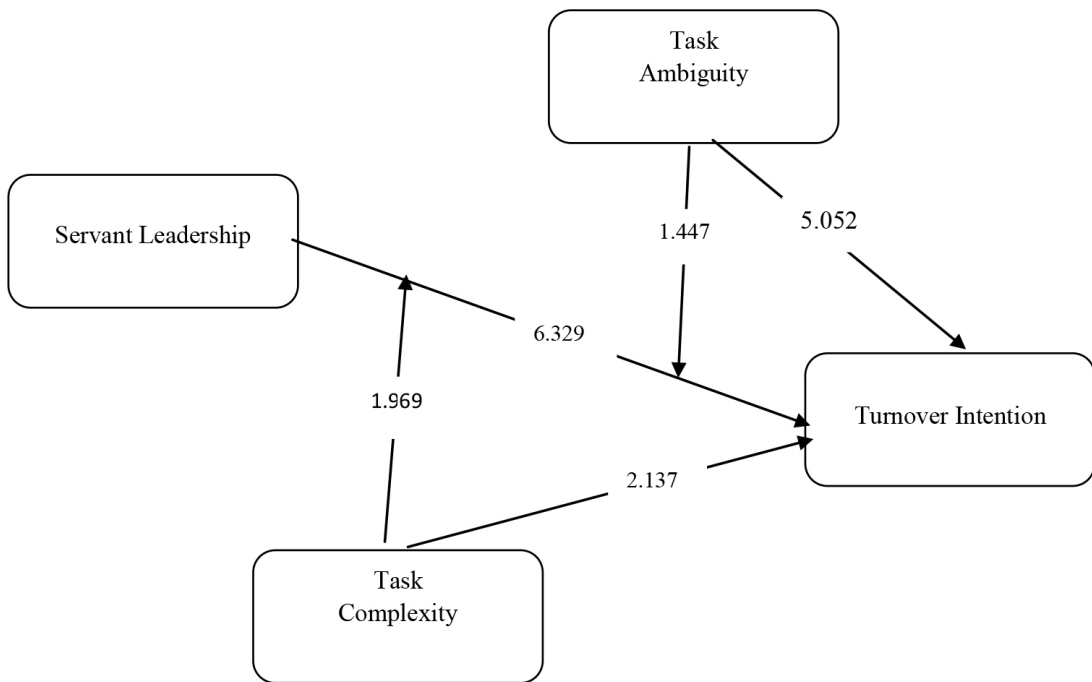 Task
Ambiguity
Servant Leadership
1.447
5.052
6.329
1.969
Turnover Intention
2.137
Task
Complexity